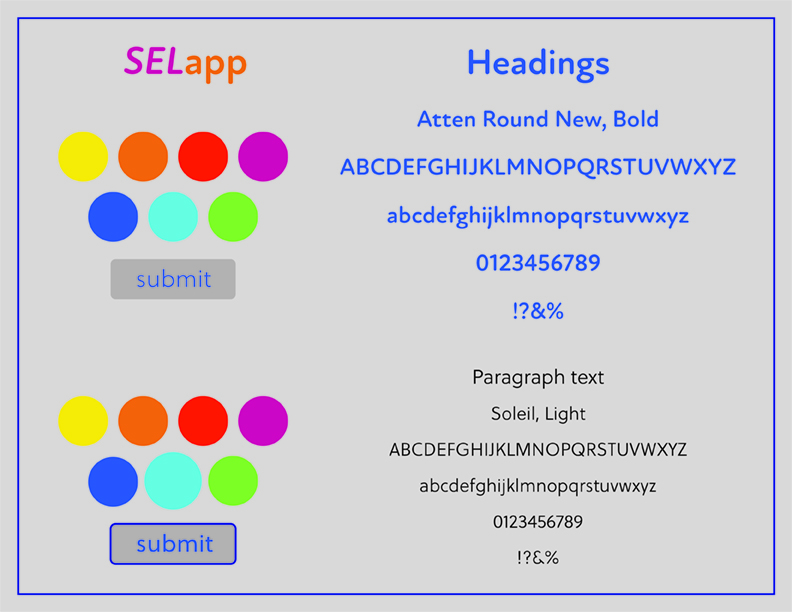 SELapp
submit
submit
Headings
Atten Round New, Bold
ABCDEFGHIJKLMNOPQRSTUVWXYZ
abcdefghijklmnopqrstuvwxyz
0123456789
!?&%
Paragraph text
Soleil, Light
ABCDEFGHIJKLMNOPQRSTUVWXYZ
abcdefghijklmnopqrstuvwxyz
0123456789
!?&%